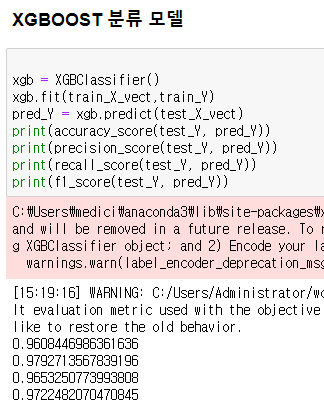 XGBOOST 분류 모델
xgb = XGBClassifier()
xgb.fit(train_X_vect,train_Y)
pred_Y = xgb.predict(test_X_vect)
print(accuracy_score(test_Y, pred_Y))
print(precision_score(test_Y, pred_Y))
print(recall_score(test_Y, pred_Y))
print(f1_score(test_Y, pred_Y))
C:₩Users₩medici₩anaconda3₩lib₩site-packages₩
and will be removed in a future release. To r
g XGBClassifier object; and 2) Encode your la
warnings.warn(label_encoder_deprecation_msg
[15:19:16] WARNING: C:/Users/Administrator/wo
lt evaluation metric used with the objective
like to restore the old behavior.
0.9608446986361636
0.9792713567839196
0.9653250773993808
0.9722482070470845